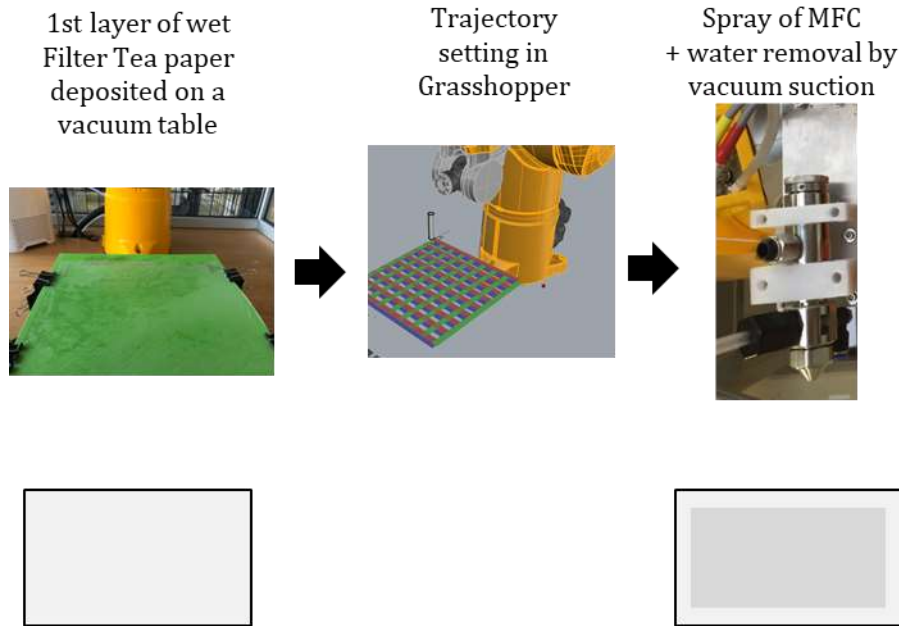 1st layer of wet
Filter Tea paper
deposited on a
vacuum table
Trajectory
setting in
Grasshopper
Spray of MFC
+ water removal by
vacuum suction